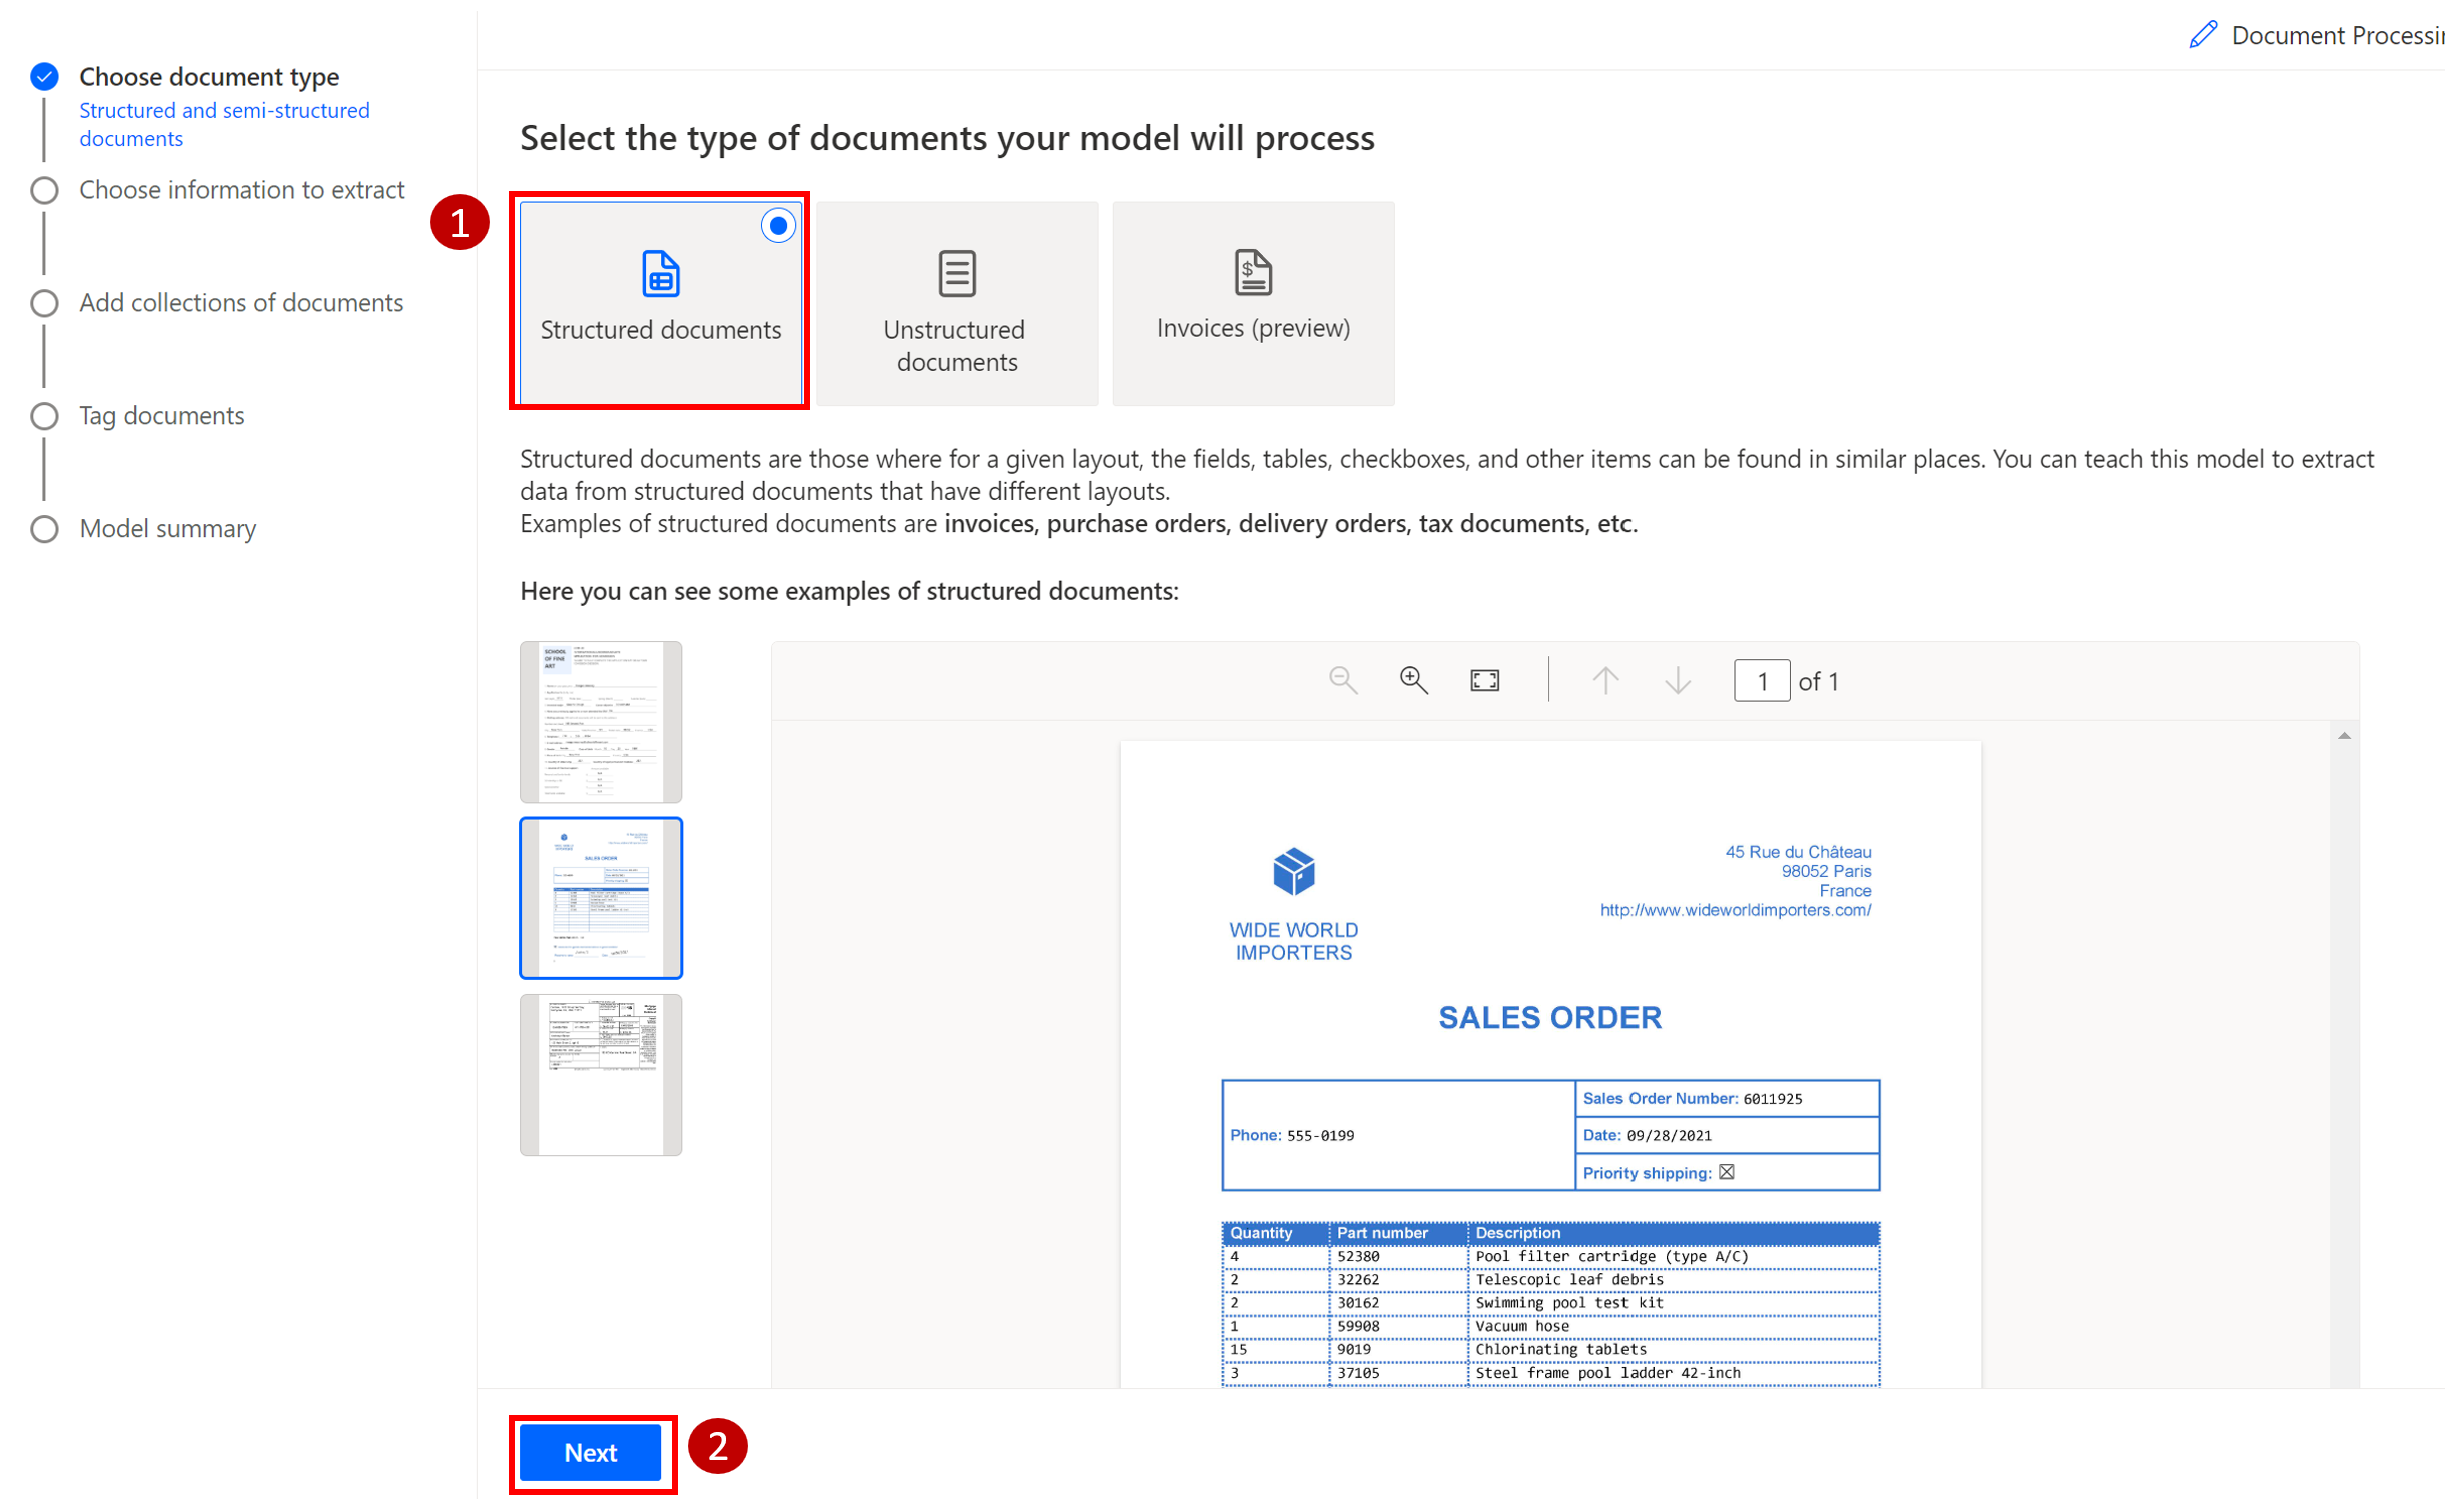 Document Processin
Choose document type
Structured and semi-structured
documents
Choose information to extract
Add collections of documents
Tag documents
Model summary
Select the type of documents your model will process
1
Structured documents
Unstructured
documents
$
Invoices (preview)
Structured documents are those where for a given layout, the fields, tables, checkboxes, and other items can be found in similar places. You can teach this model to extract
data from structured documents that have different layouts.
Examples of structured documents are invoices, purchase orders, delivery orders, tax documents, etc.
Here you can see some examples of structured documents:
SCHOOL
OF FINE
ART
SALES ORDER
1 of 1
WIDE WORLD
IMPORTERS
45 Rue du Château
98052 Paris
France
http://www.wideworldimporters.com/
SALES ORDER
Phone: 555-0199
Sales Order Number: 6011925
Date: 09/28/2021
Priority shipping: ☒
Quantity Part number Description
4 52380 Pool filter cartridge (type A/C)
2 32262 Telescopic leaf debris
2 30162 Swimming pool test kit
1 59908 Vacuum hose
15 9019 Chlorinating tablets
3 37105 Steel frame pool ladder 42-inch
Next
2